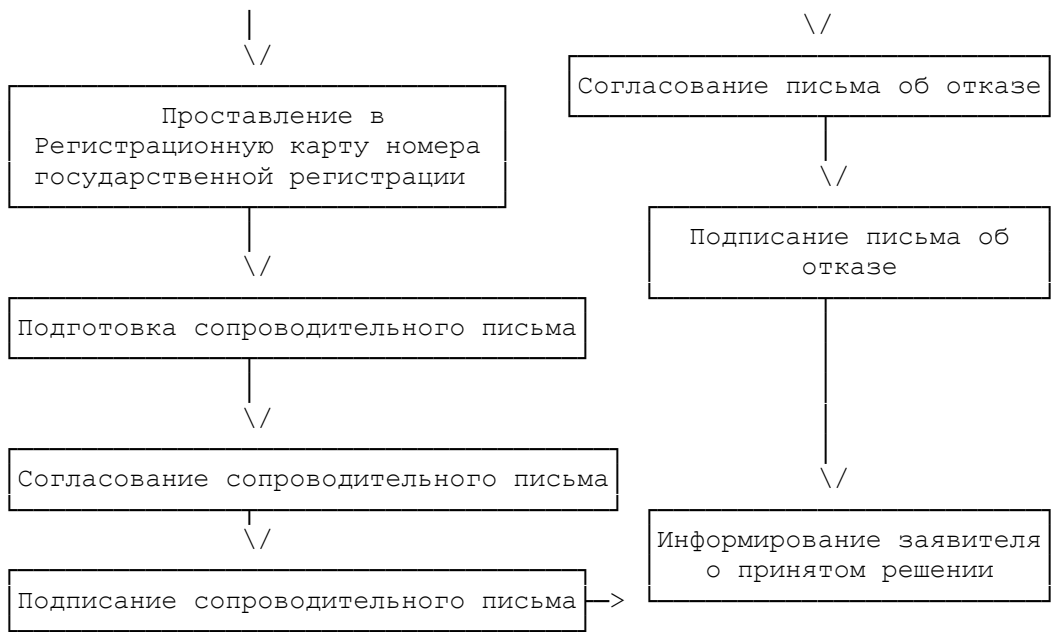 Согласование письма об отказе
Проставление в
Регистрационную карту номера
государственной регистрации
Подписание письма об
отказе
Подготовка сопроводительного письма
Согласование сопроводительного письма
Информирование заявителя
о принятом решении
Подписание сопроводительного письма